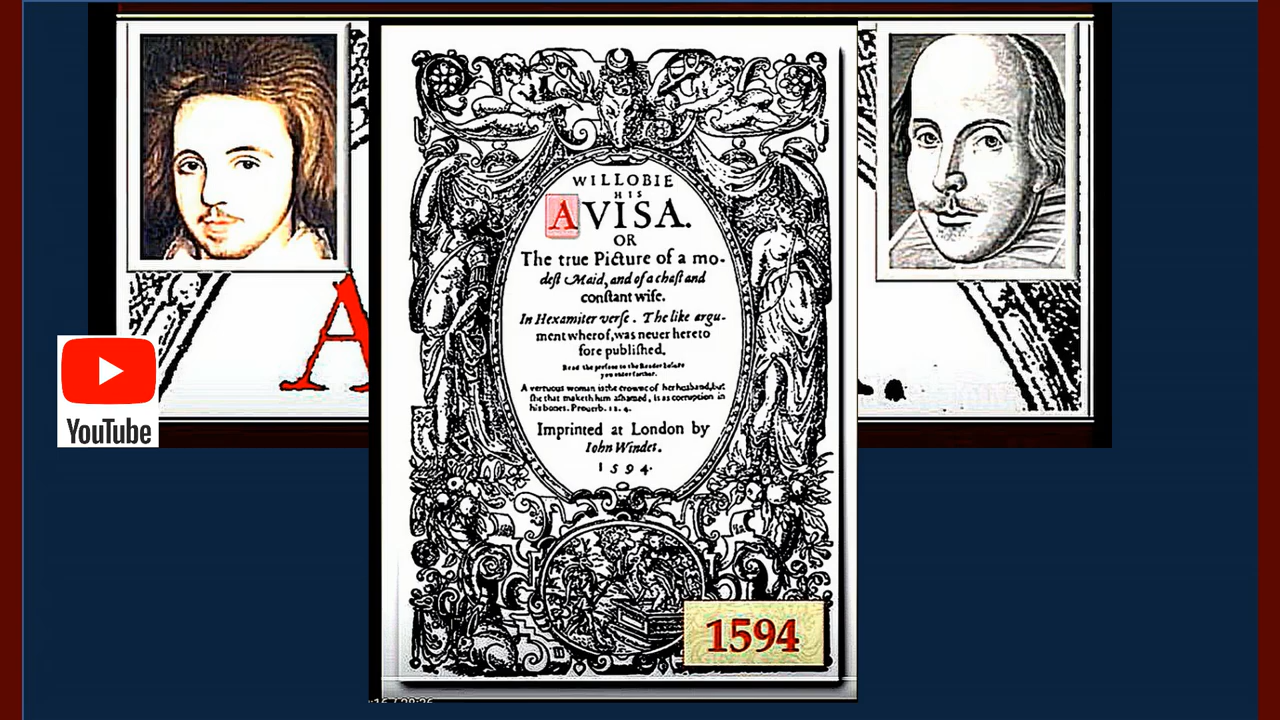 WILLOBIE
HIS
AVISA.
OR
The true Picture of a mo-
deſt Maid, and of a chaſt and
conſtant wife.
In Hexamiter verſe. The like argu-
ment wherof, was neuer hereto
fore publiſhed.
Read the preface to the Reader before
you enter farther.
A vertuous woman is the crowne of her husband, but
ſhe that maketh him aſhamed, is as corruption in
his bones. Prouerb. 12. 4.
Imprinted at London by
Iohn Windet.
1594.
A
YouTube
1594